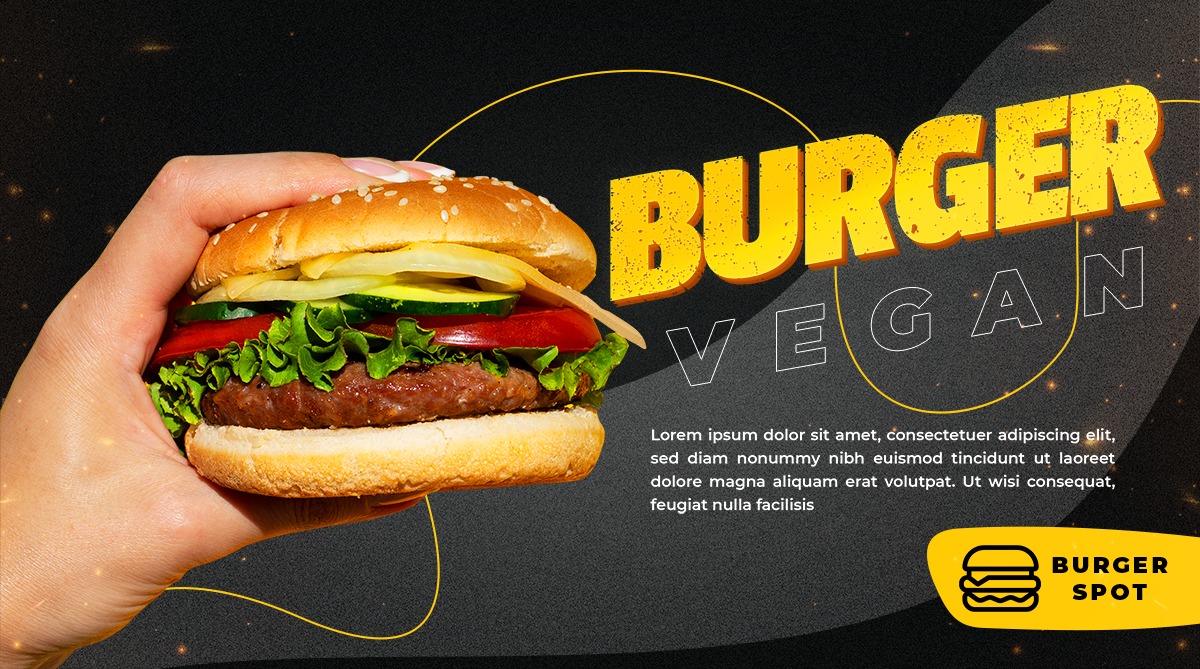 BURGER
VEGAN
Lorem ipsum dolor sit amet, consectetuer adipiscing elit,
sed diam nonummy nibh euismod tincidunt ut laoreet
dolore magna aliquam erat volutpat. Ut wisi consequat,
feugiat nulla facilisis
BURGER
SPOT